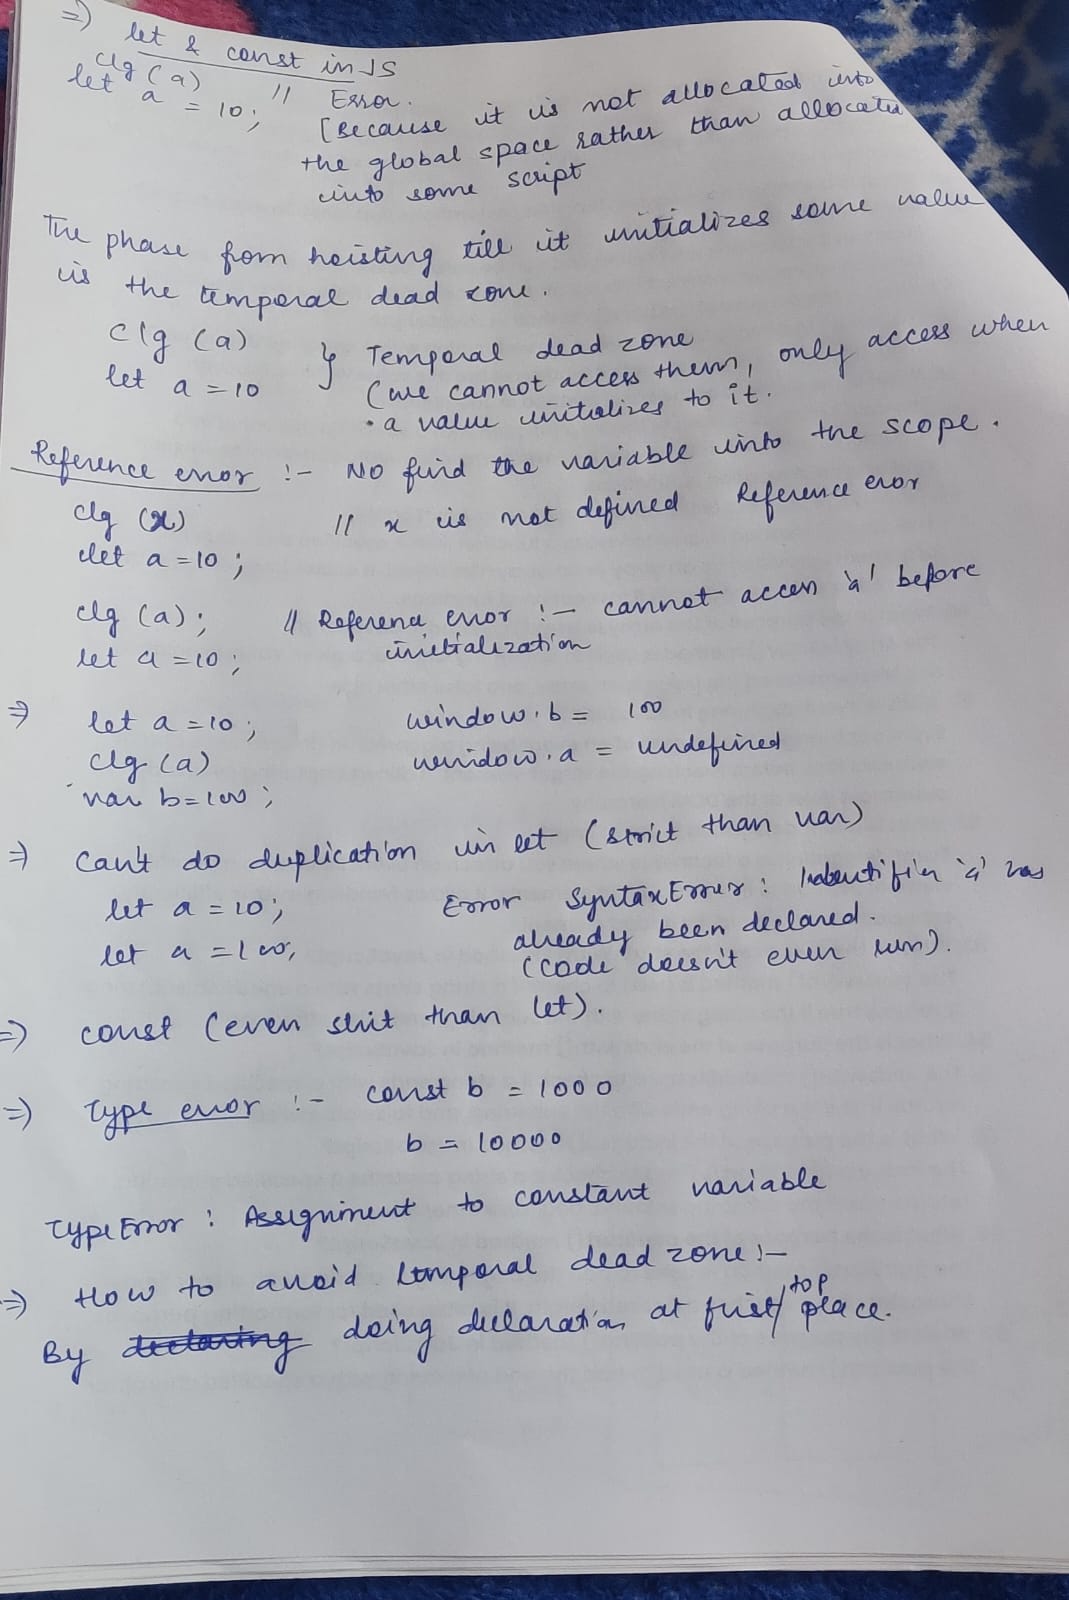 =) let & const in JS
clg (a) // Error.
let a = 10; [Because it is not allocated into
the global space rather than allocated
into some script
The phase from hoisting till it initializes some value
is the temporal dead zone.
clg (a) } Temporal dead zone
let a = 10 (we cannot access them, only access when
a value initializes to it.
Reference error :- No find the variable into the scope.
clg (x) // x is not defined Reference eror
let a = 10;
clg (a); // Reference error :- cannot access 'a' before
let a = 10; initialization
=> let a = 10; window.b = 100
clg (a) window.a = undefined
var b = 100;
=) Can't do duplication in let (strict than var)
let a = 10; Error SyntaxError: 'a' has
let a = 100; already been declared.
(code doesn't even run).
=) const (even strit than let).
=) Type error :- const b = 1000
b = 10000
TypeError : Assignment to constant variable
=) How to avoid temporal dead zone :-
By declaring doing declaration at first/top place.